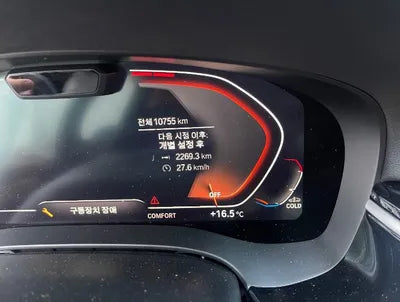 전체 10755 km
다음 시점 이후:
개별 설정 후
2269.3 km
27.6 km/h
OFF
COLD
구동장치 장애
COMFORT
+16.5 °C